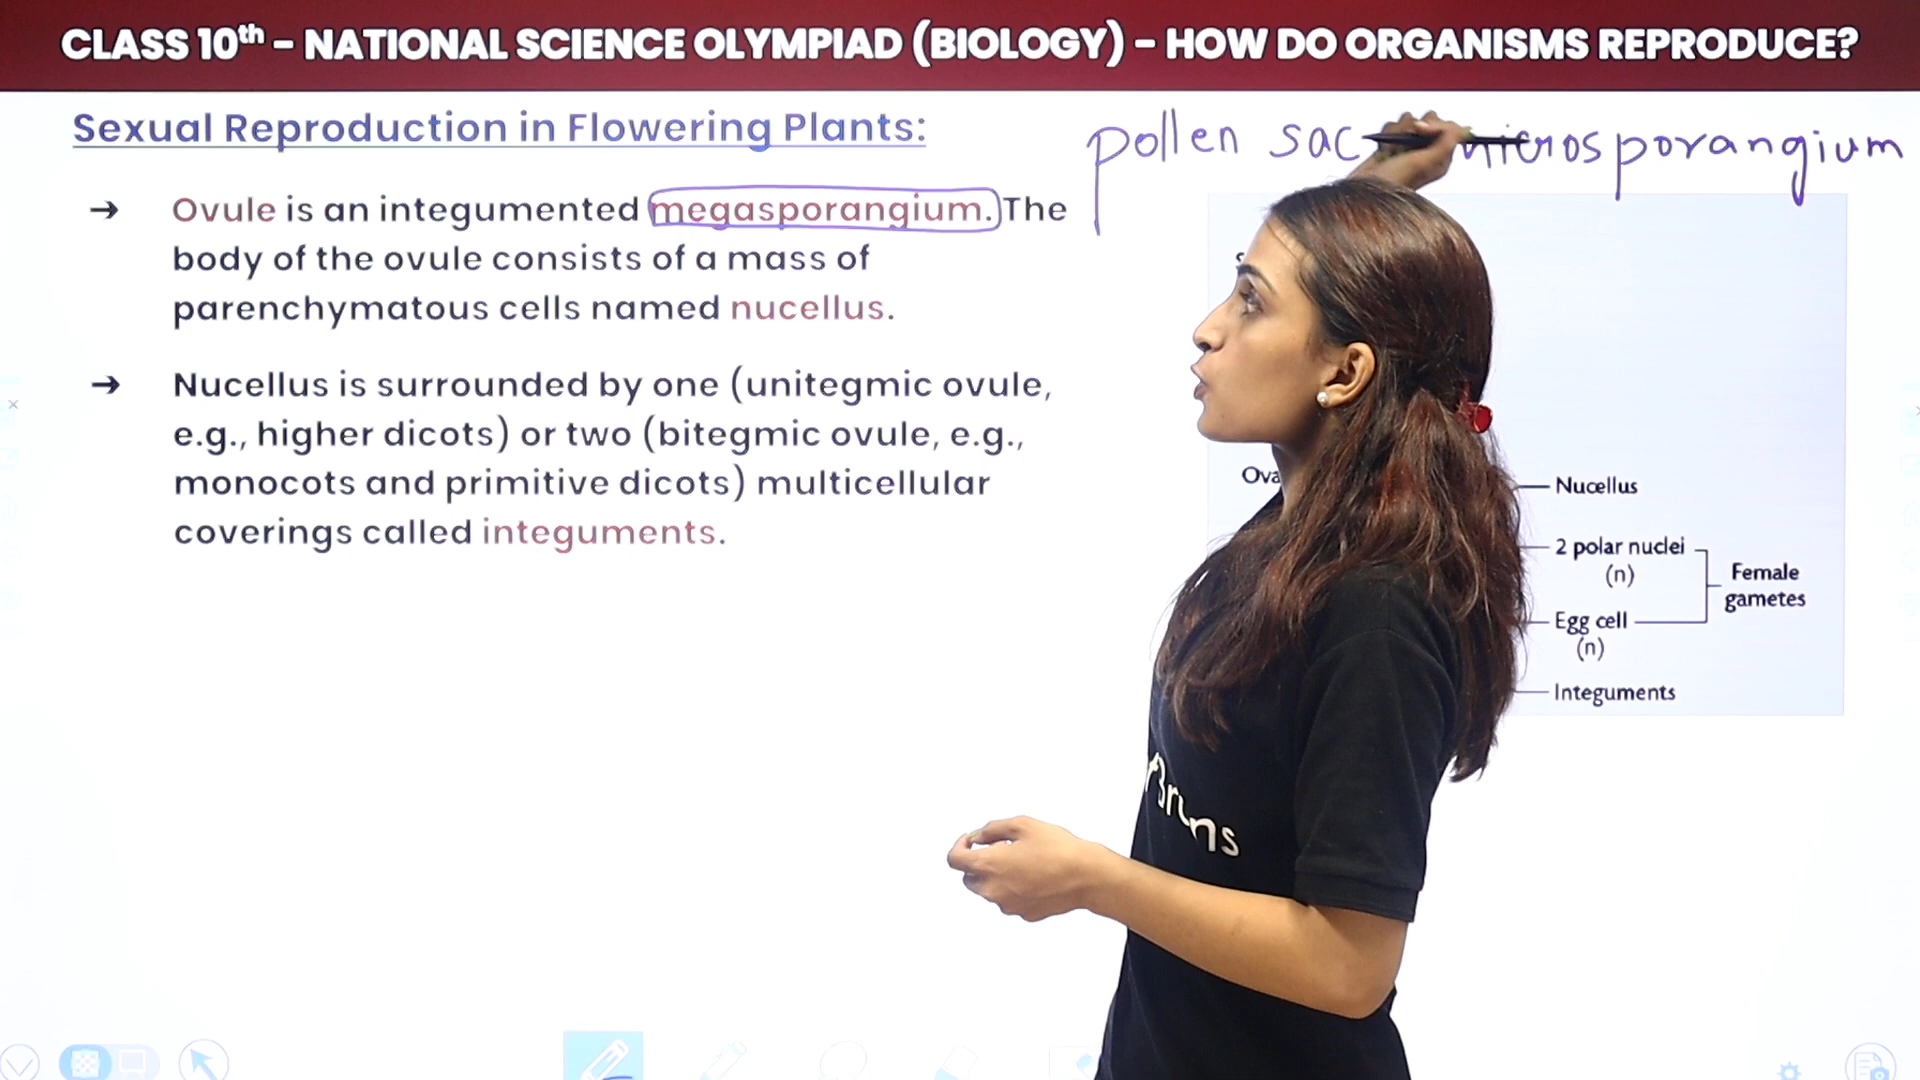 CLASS 10th - NATIONAL SCIENCE OLYMPIAD (BIOLOGY) - HOW DO ORGANISMS REPRODUCE?
Sexual Reproduction in Flowering Plants:
pollen sac microsporangium
→ Ovule is an integumented megasporangium. The
body of the ovule consists of a mass of
parenchymatous cells named nucellus.
→ Nucellus is surrounded by one (unitegmic ovule,
e.g., higher dicots) or two (bitegmic ovule, e.g.,
monocots and primitive dicots) multicellular
coverings called integuments.
Nucellus
2 polar nuclei
(n)
Female
gametes
Egg cell
(n)
Integuments